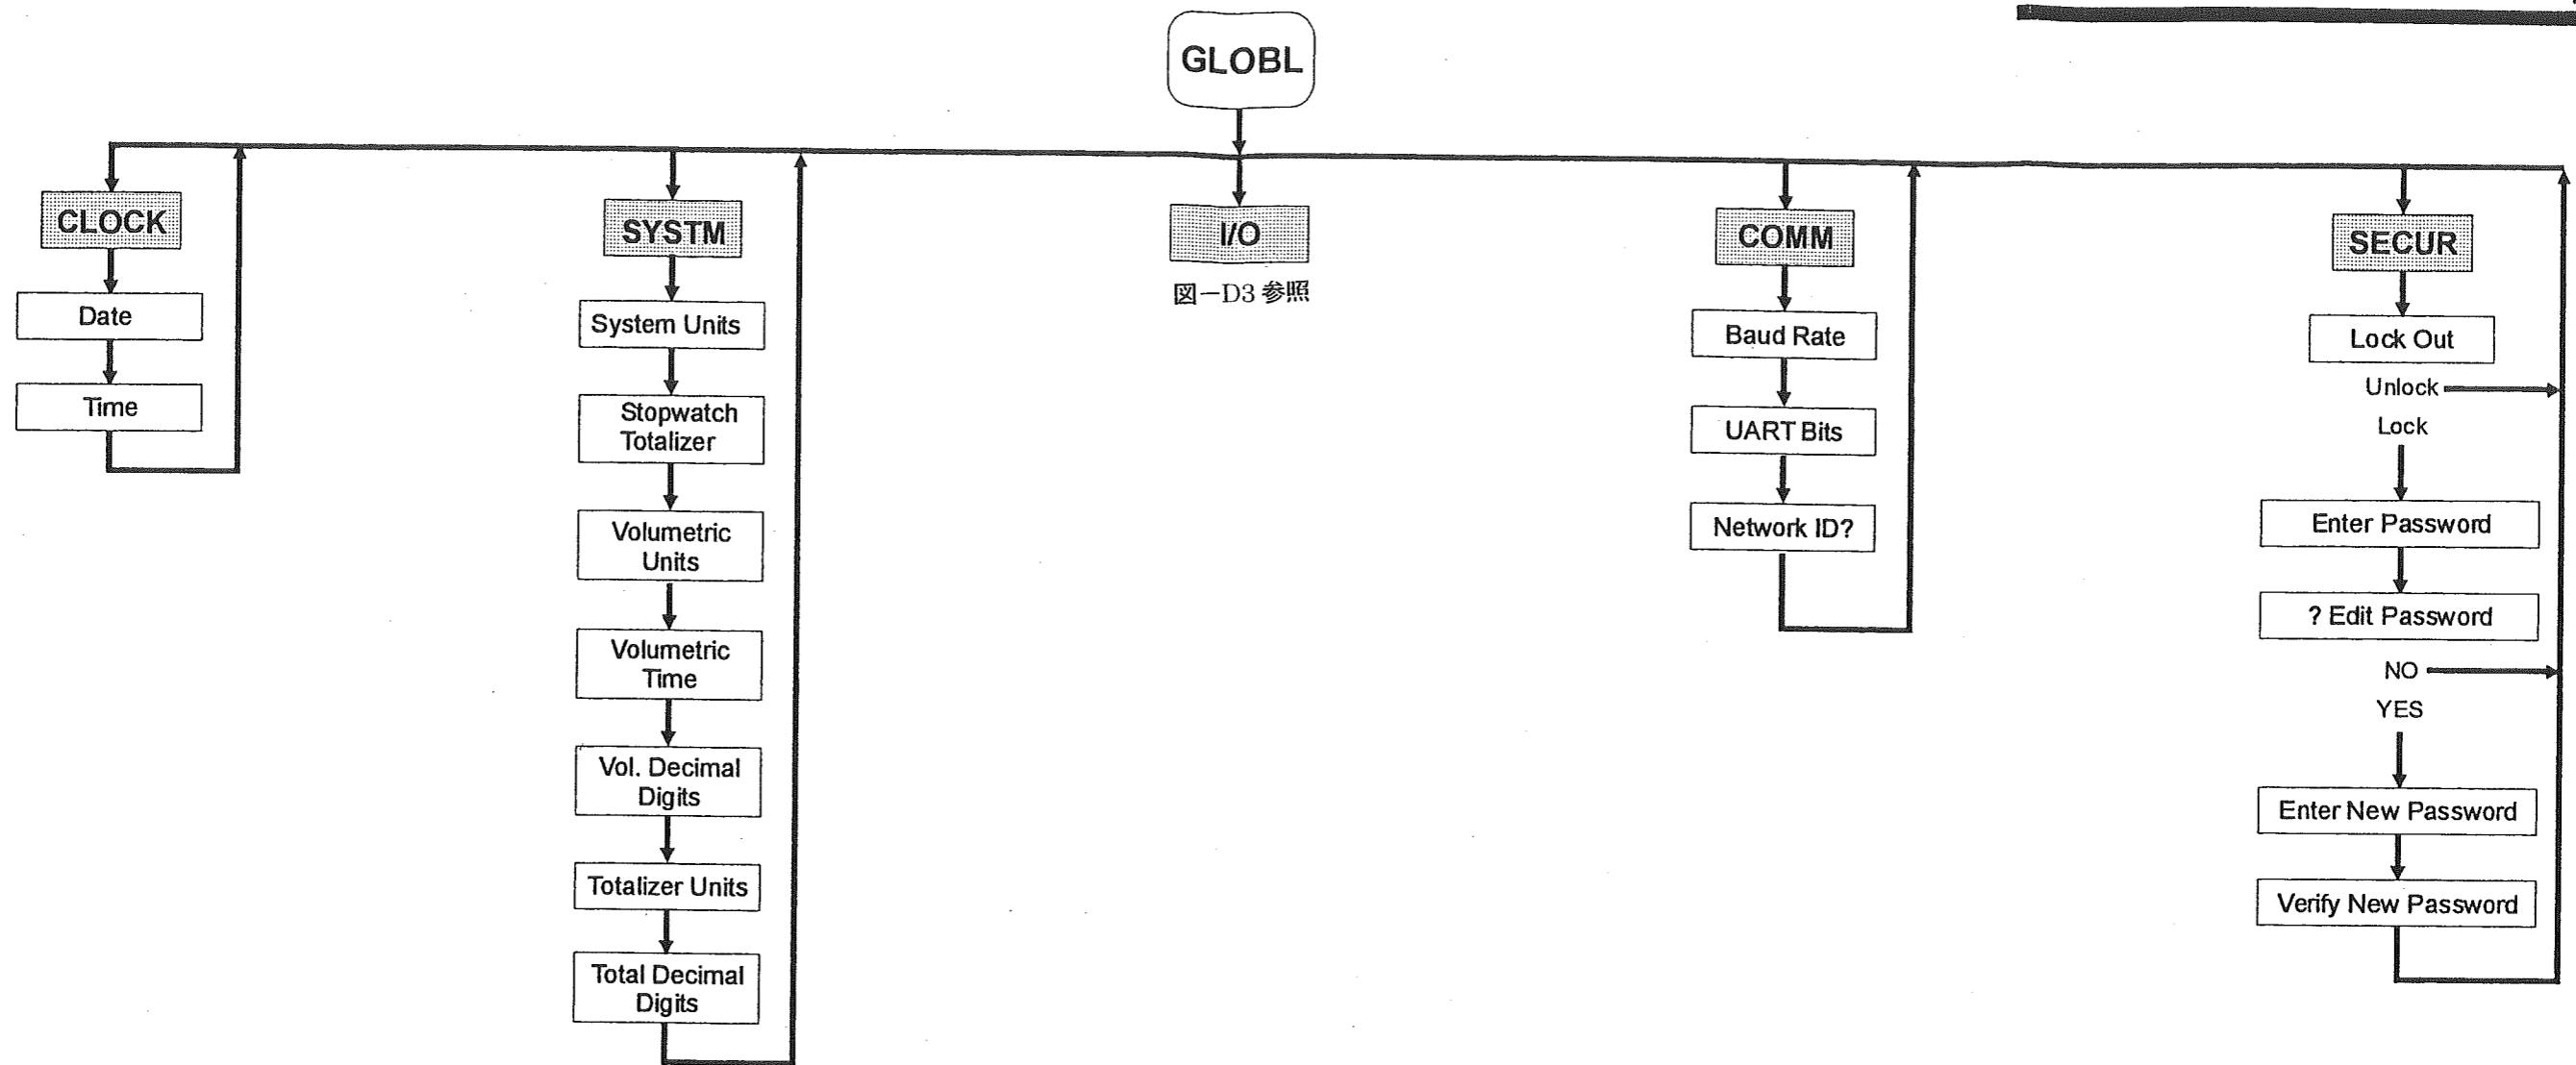 GLOBL
CLOCK
Date
Time
SYSTM
System Units
Stopwatch
Totalizer
Volumetric
Units
Volumetric
Time
Vol. Decimal
Digits
Totalizer Units
Total Decimal
Digits
I/O
図－D3 参照
COMM
Baud Rate
UART Bits
Network ID?
SECUR
Lock Out
Unlock
Lock
Enter Password
? Edit Password
NO
YES
Enter New Password
Verify New Password